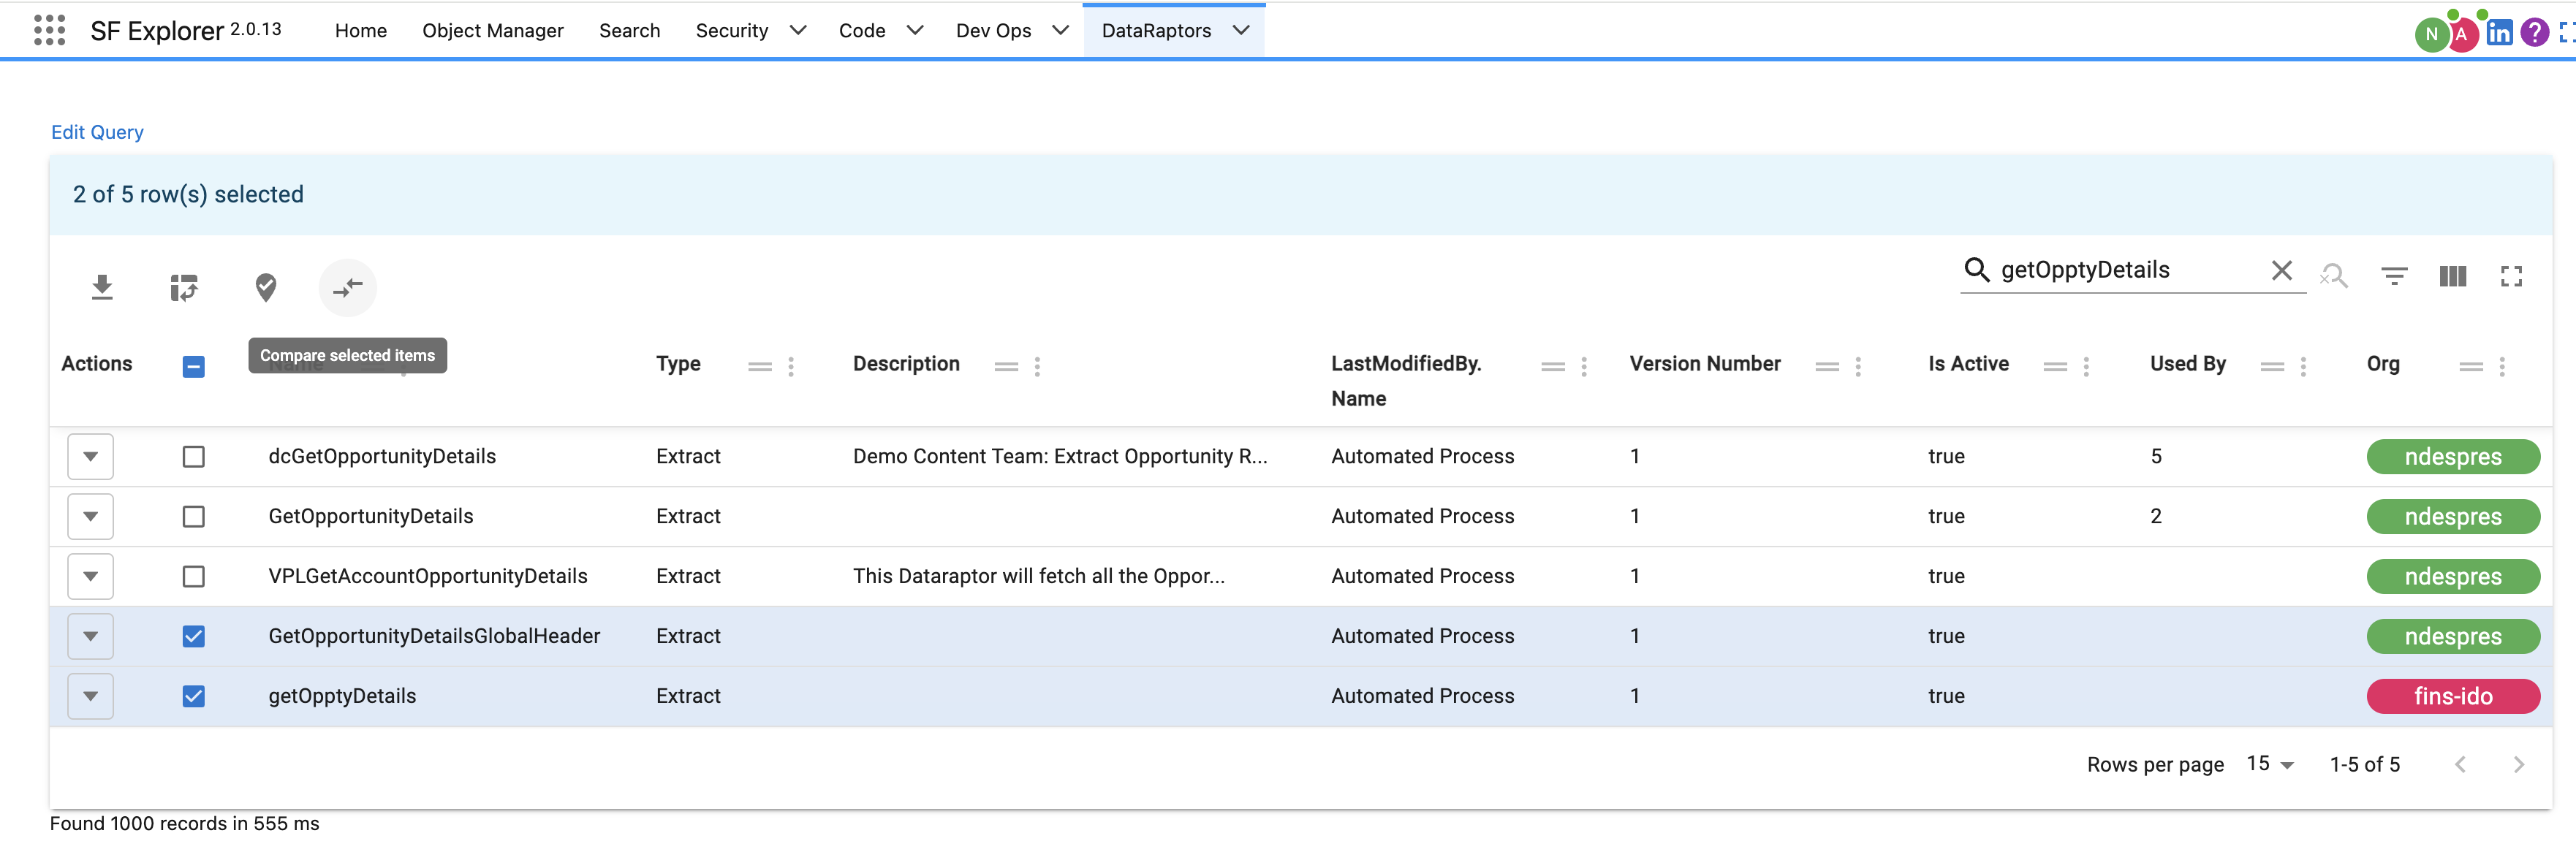 SF Explorer 2.0.13 Home Object Manager Search Security Code Dev Ops DataRaptors N A in ?
Edit Query
2 of 5 row(s) selected
getOpptyDetails
Compare selected items
Actions Name Type Description LastModifiedBy. Version Number Is Active Used By Org
Name
dcGetOpportunityDetails Extract Demo Content Team: Extract Opportunity R... Automated Process 1 true 5 ndespres
GetOpportunityDetails Extract Automated Process 1 true 2 ndespres
VPLGetAccountOpportunityDetails Extract This Dataraptor will fetch all the Oppor... Automated Process 1 true ndespres
GetOpportunityDetailsGlobalHeader Extract Automated Process 1 true ndespres
getOpptyDetails Extract Automated Process 1 true fins-ido
Rows per page 15 1-5 of 5
Found 1000 records in 555 ms